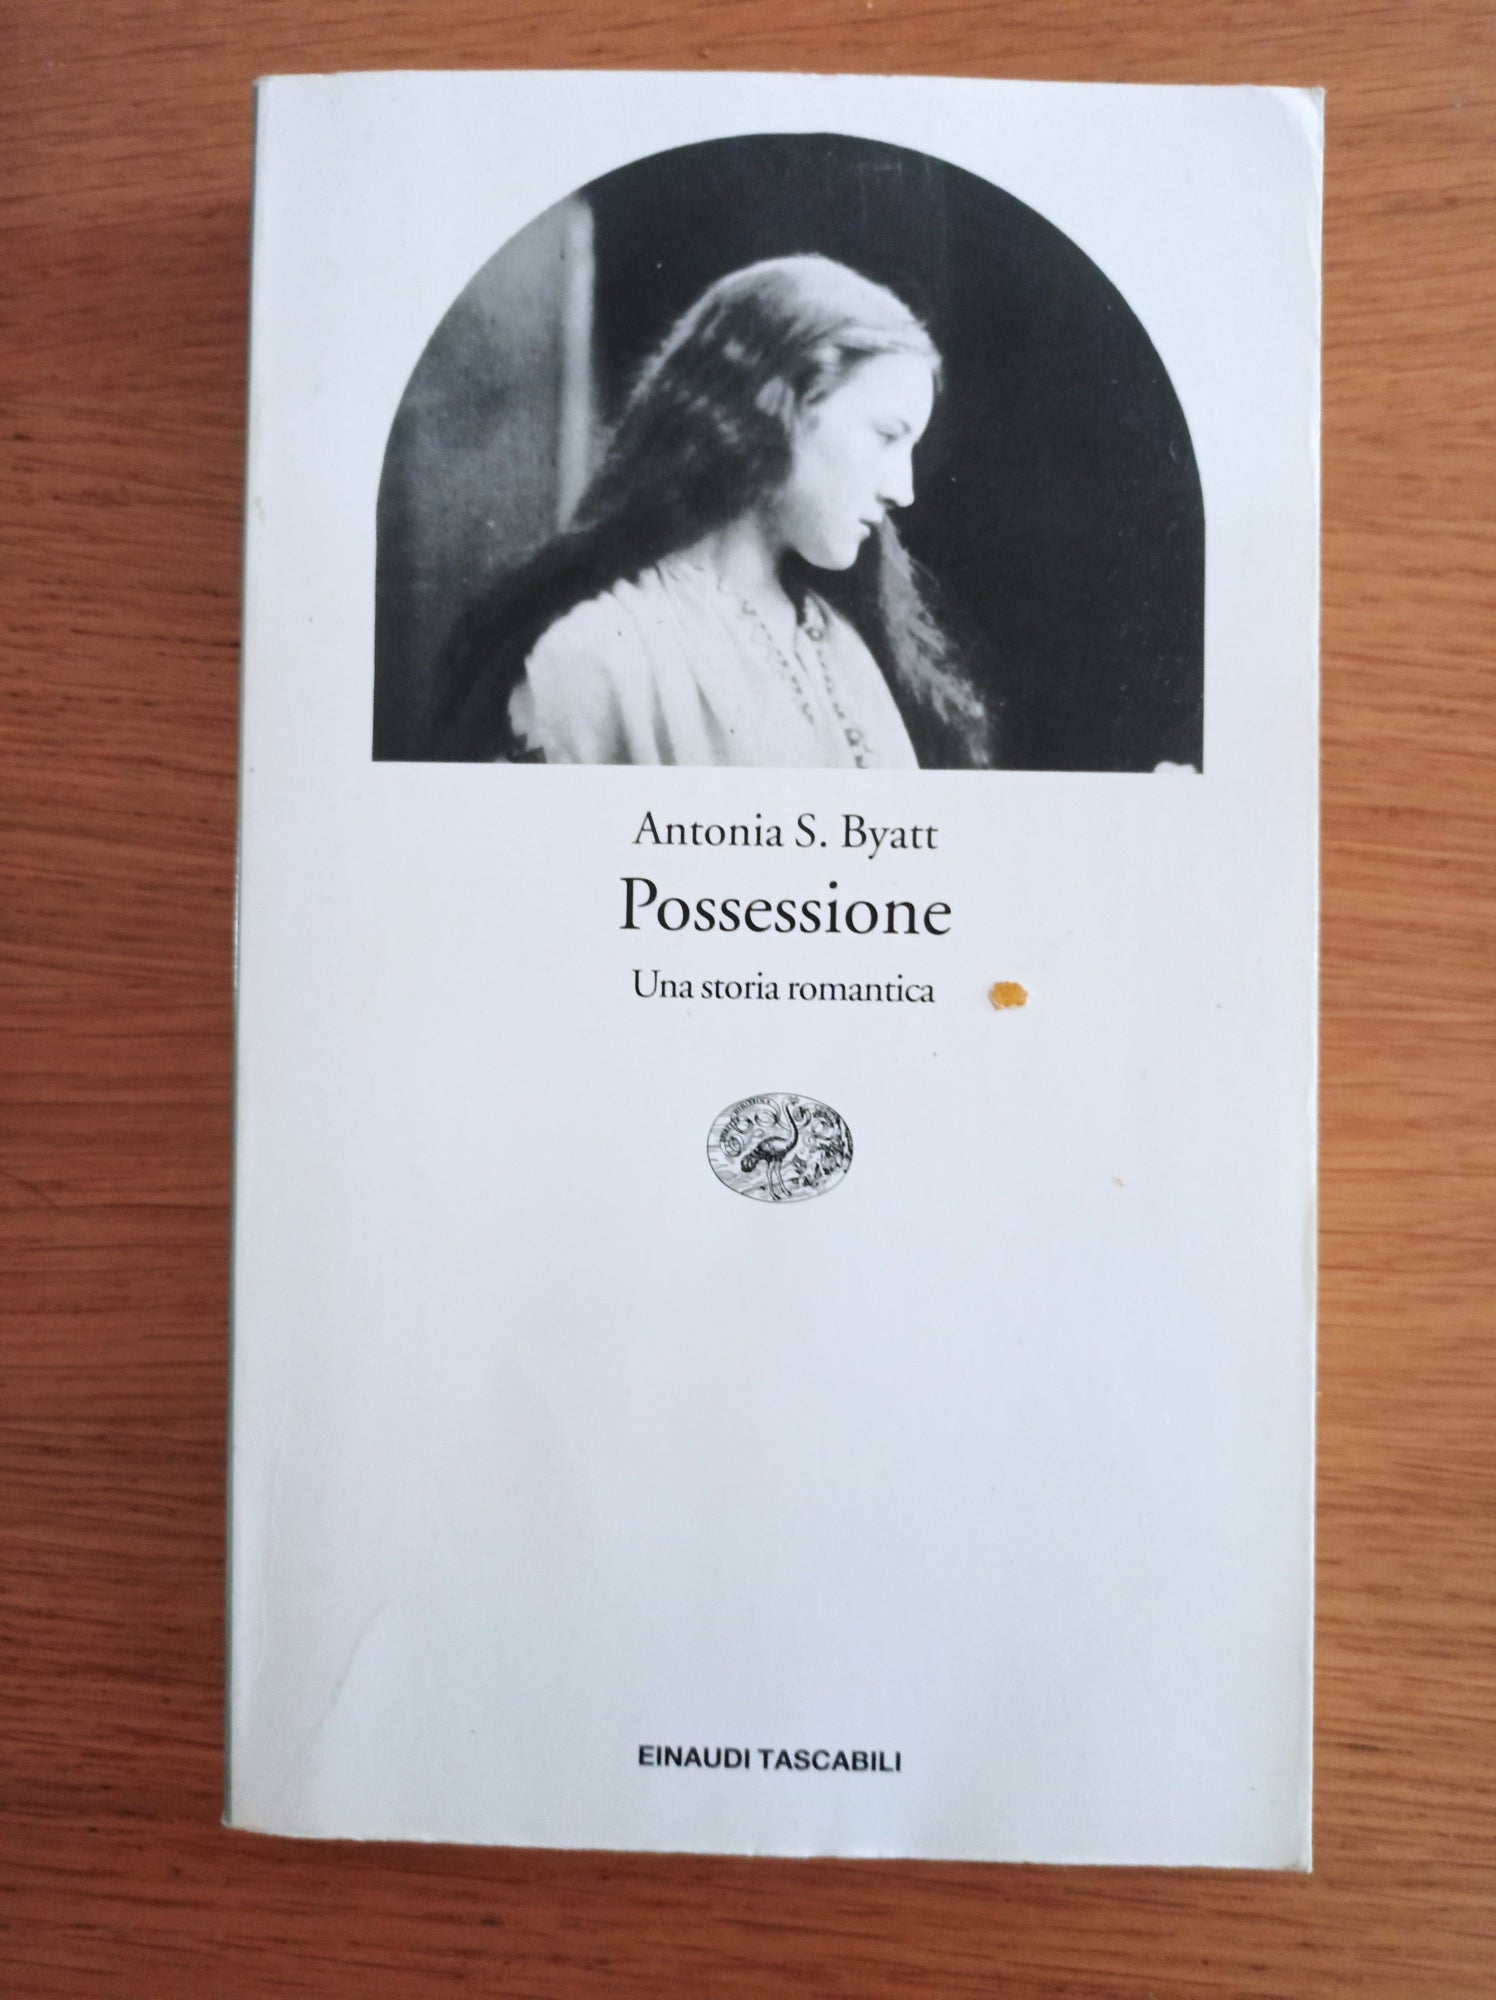 Antonia S. Byatt
Possessione
Una storia romantica
EINAUDI TASCABILI